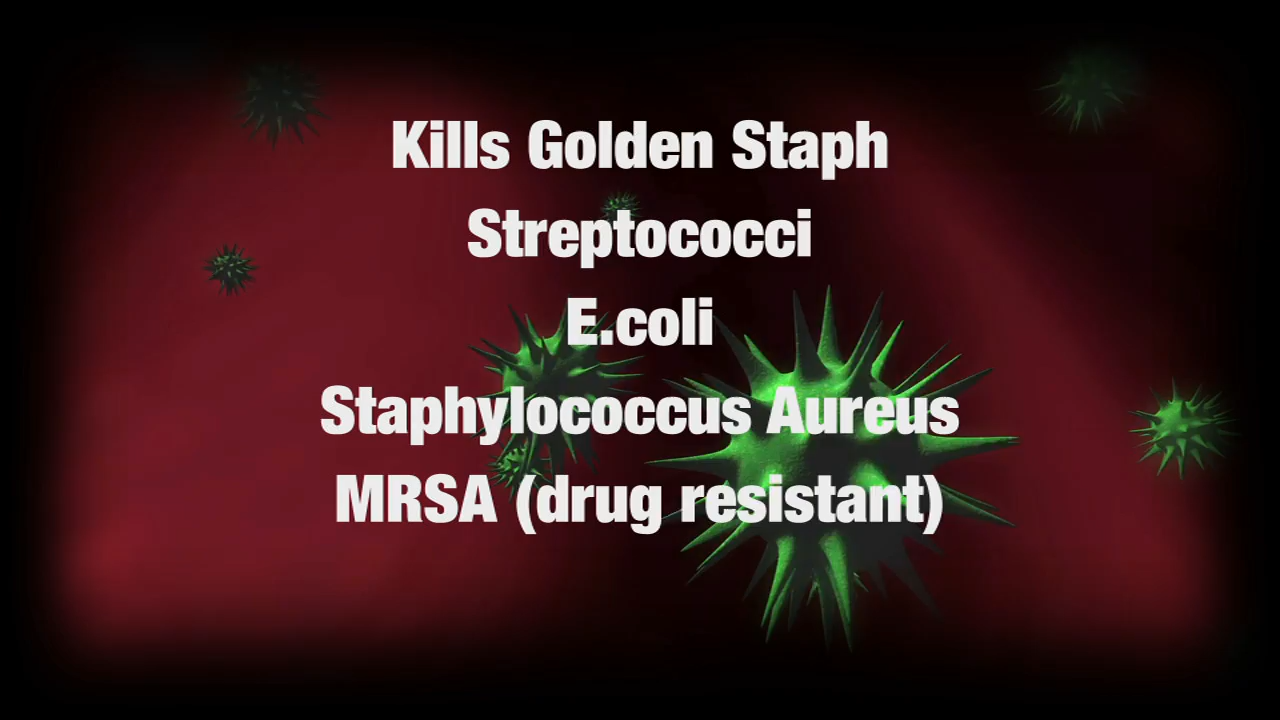 Kills Golden Staph
Streptococci
E.coli
Staphylococcus Aureus
MRSA (drug resistant)